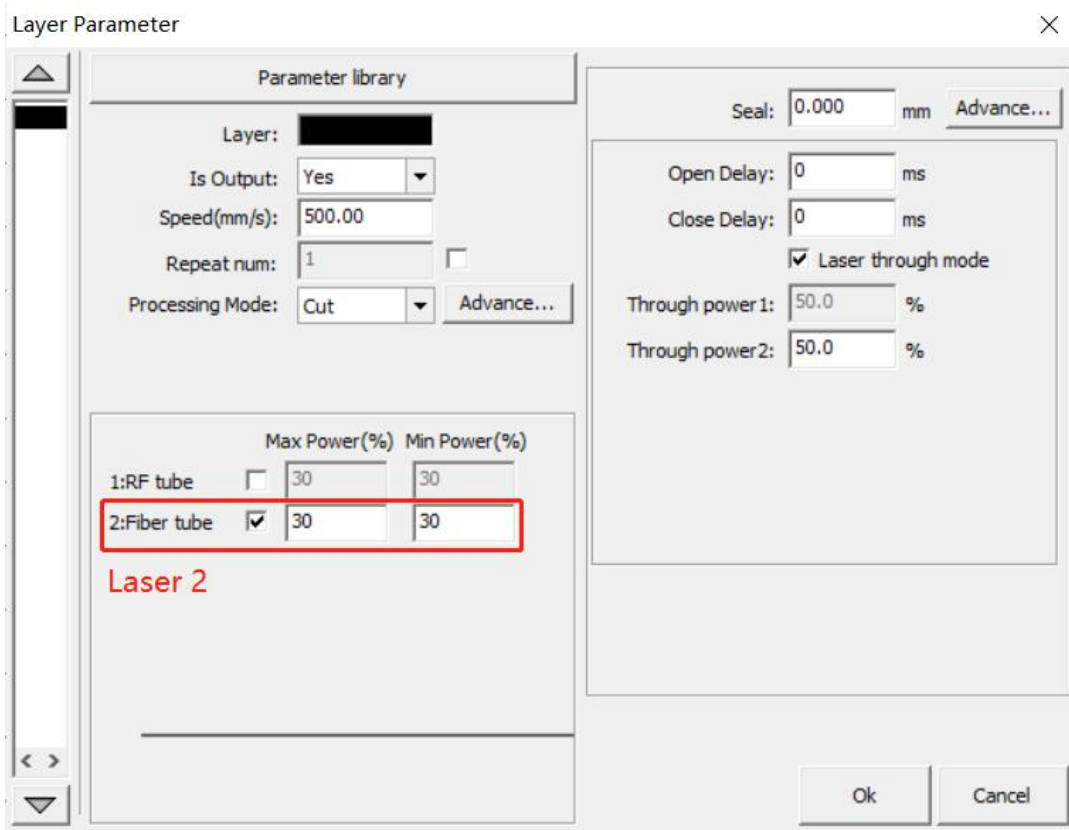 Layer Parameter
Parameter library
Layer:
Is Output: Yes
Speed(mm/s): 500.00
Repeat num: 1
Processing Mode: Cut Advance...
Max Power(%) Min Power(%)
1:RF tube 30 30
2:Fiber tube 30 30
Laser 2
Seal: 0.000 mm Advance...
Open Delay: 0 ms
Close Delay: 0 ms
Laser through mode
Through power1: 50.0 %
Through power2: 50.0 %
Ok Cancel